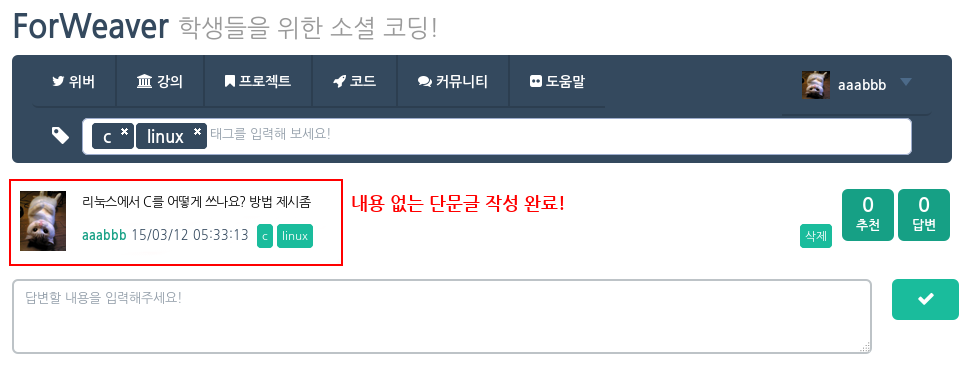 ForWeaver 학생들을 위한 소셜 코딩!
위버 강의 프로젝트 코드 커뮤니티 도움말 aaabbb
c × linux × 태그를 입력해 보세요!
리눅스에서 C를 어떻게 쓰나요? 방법 제시좀
내용 없는 단문글 작성 완료!
aaabbb 15/03/12 05:33:13 c linux
삭제
0 추천
0 답변
답변할 내용을 입력해주세요!